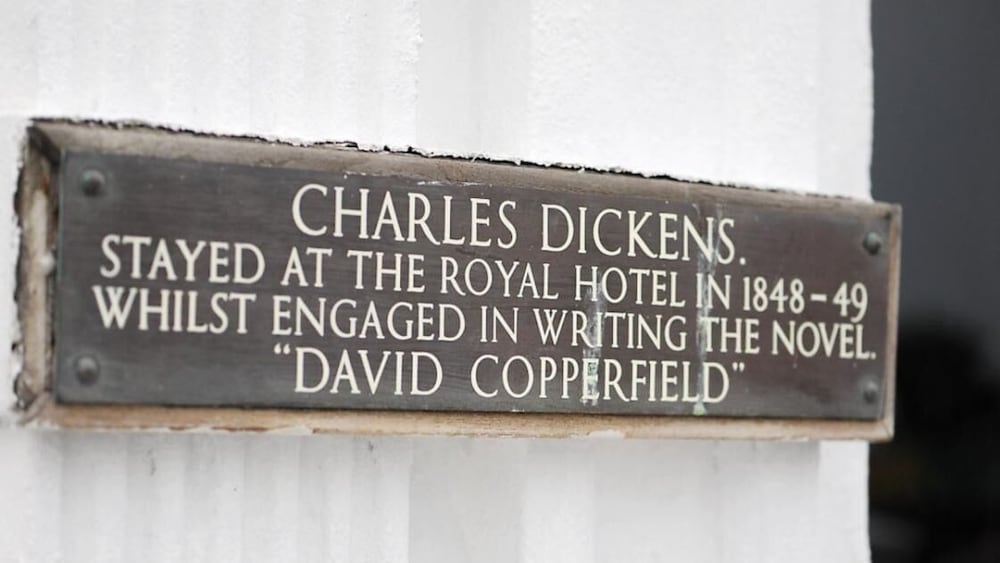 CHARLES DICKENS.
STAYED AT THE ROYAL HOTEL IN 1848-49
WHILST ENGAGED IN WRITING THE NOVEL.
"DAVID COPPERFIELD"